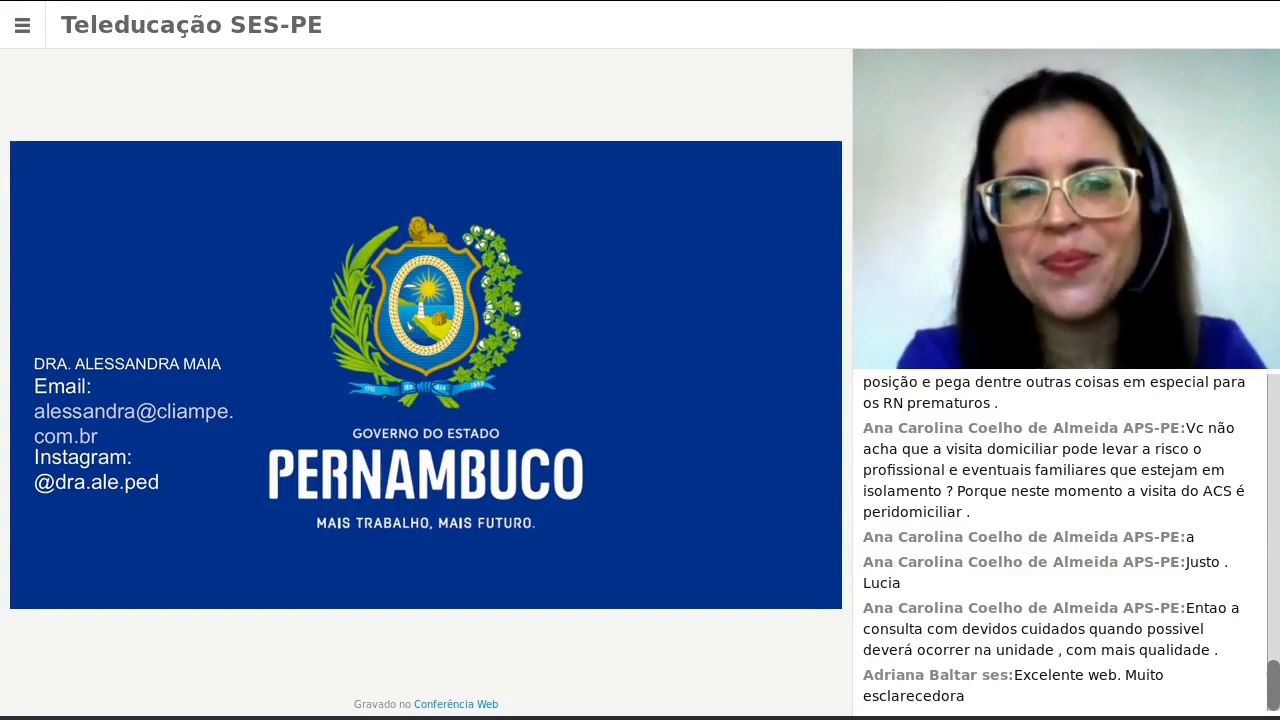 Teleducação SES-PE
DRA. ALESSANDRA MAIA
Email:
alessandra@cliampe.
com.br
Instagram:
@dra.ale.ped
GOVERNO DO ESTADO
PERNAMBUCO
MAIS TRABALHO, MAIS FUTURO.
Gravado no Conferência Web
posição e pega dentre outras coisas em especial para
os RN prematuros .
Ana Carolina Coelho de Almeida APS-PE:Vc não
acha que a visita domiciliar pode levar a risco o
profissional e eventuais familiares que estejam em
isolamento ? Porque neste momento a visita do ACS é
peridomiciliar .
Ana Carolina Coelho de Almeida APS-PE:a
Ana Carolina Coelho de Almeida APS-PE:Justo .
Lucia
Ana Carolina Coelho de Almeida APS-PE:Entao a
consulta com devidos cuidados quando possivel
deverá ocorrer na unidade , com mais qualidade .
Adriana Baltar ses:Excelente web. Muito
esclarecedora